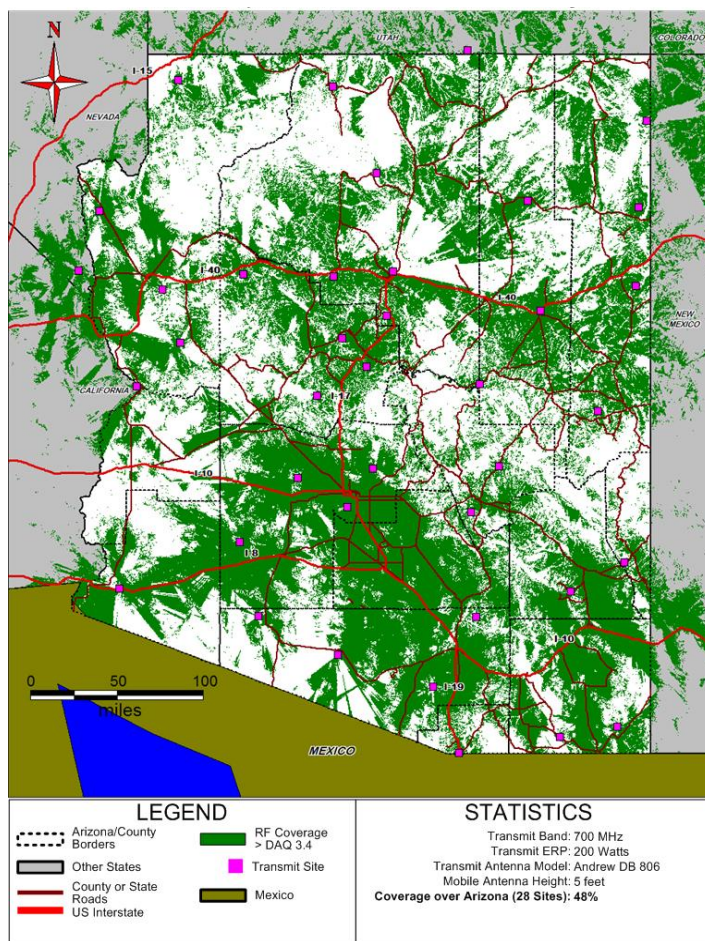 N
UTAH
COLORADO
I-15
NEVADA
I-40
I-40
NEW
MEXICO
CALIFORNIA
I-17
I-10
I-8
I-10
I-19
0 50 100
miles
MEXICO
LEGEND
Arizona/County
Borders
RF Coverage
> DAQ 3.4
Other States
Transmit Site
County or State
Roads
Mexico
US Interstate
STATISTICS
Transmit Band: 700 MHz
Transmit ERP: 200 Watts
Transmit Antenna Model: Andrew DB 806
Mobile Antenna Height: 5 feet
Coverage over Arizona (28 Sites): 48%